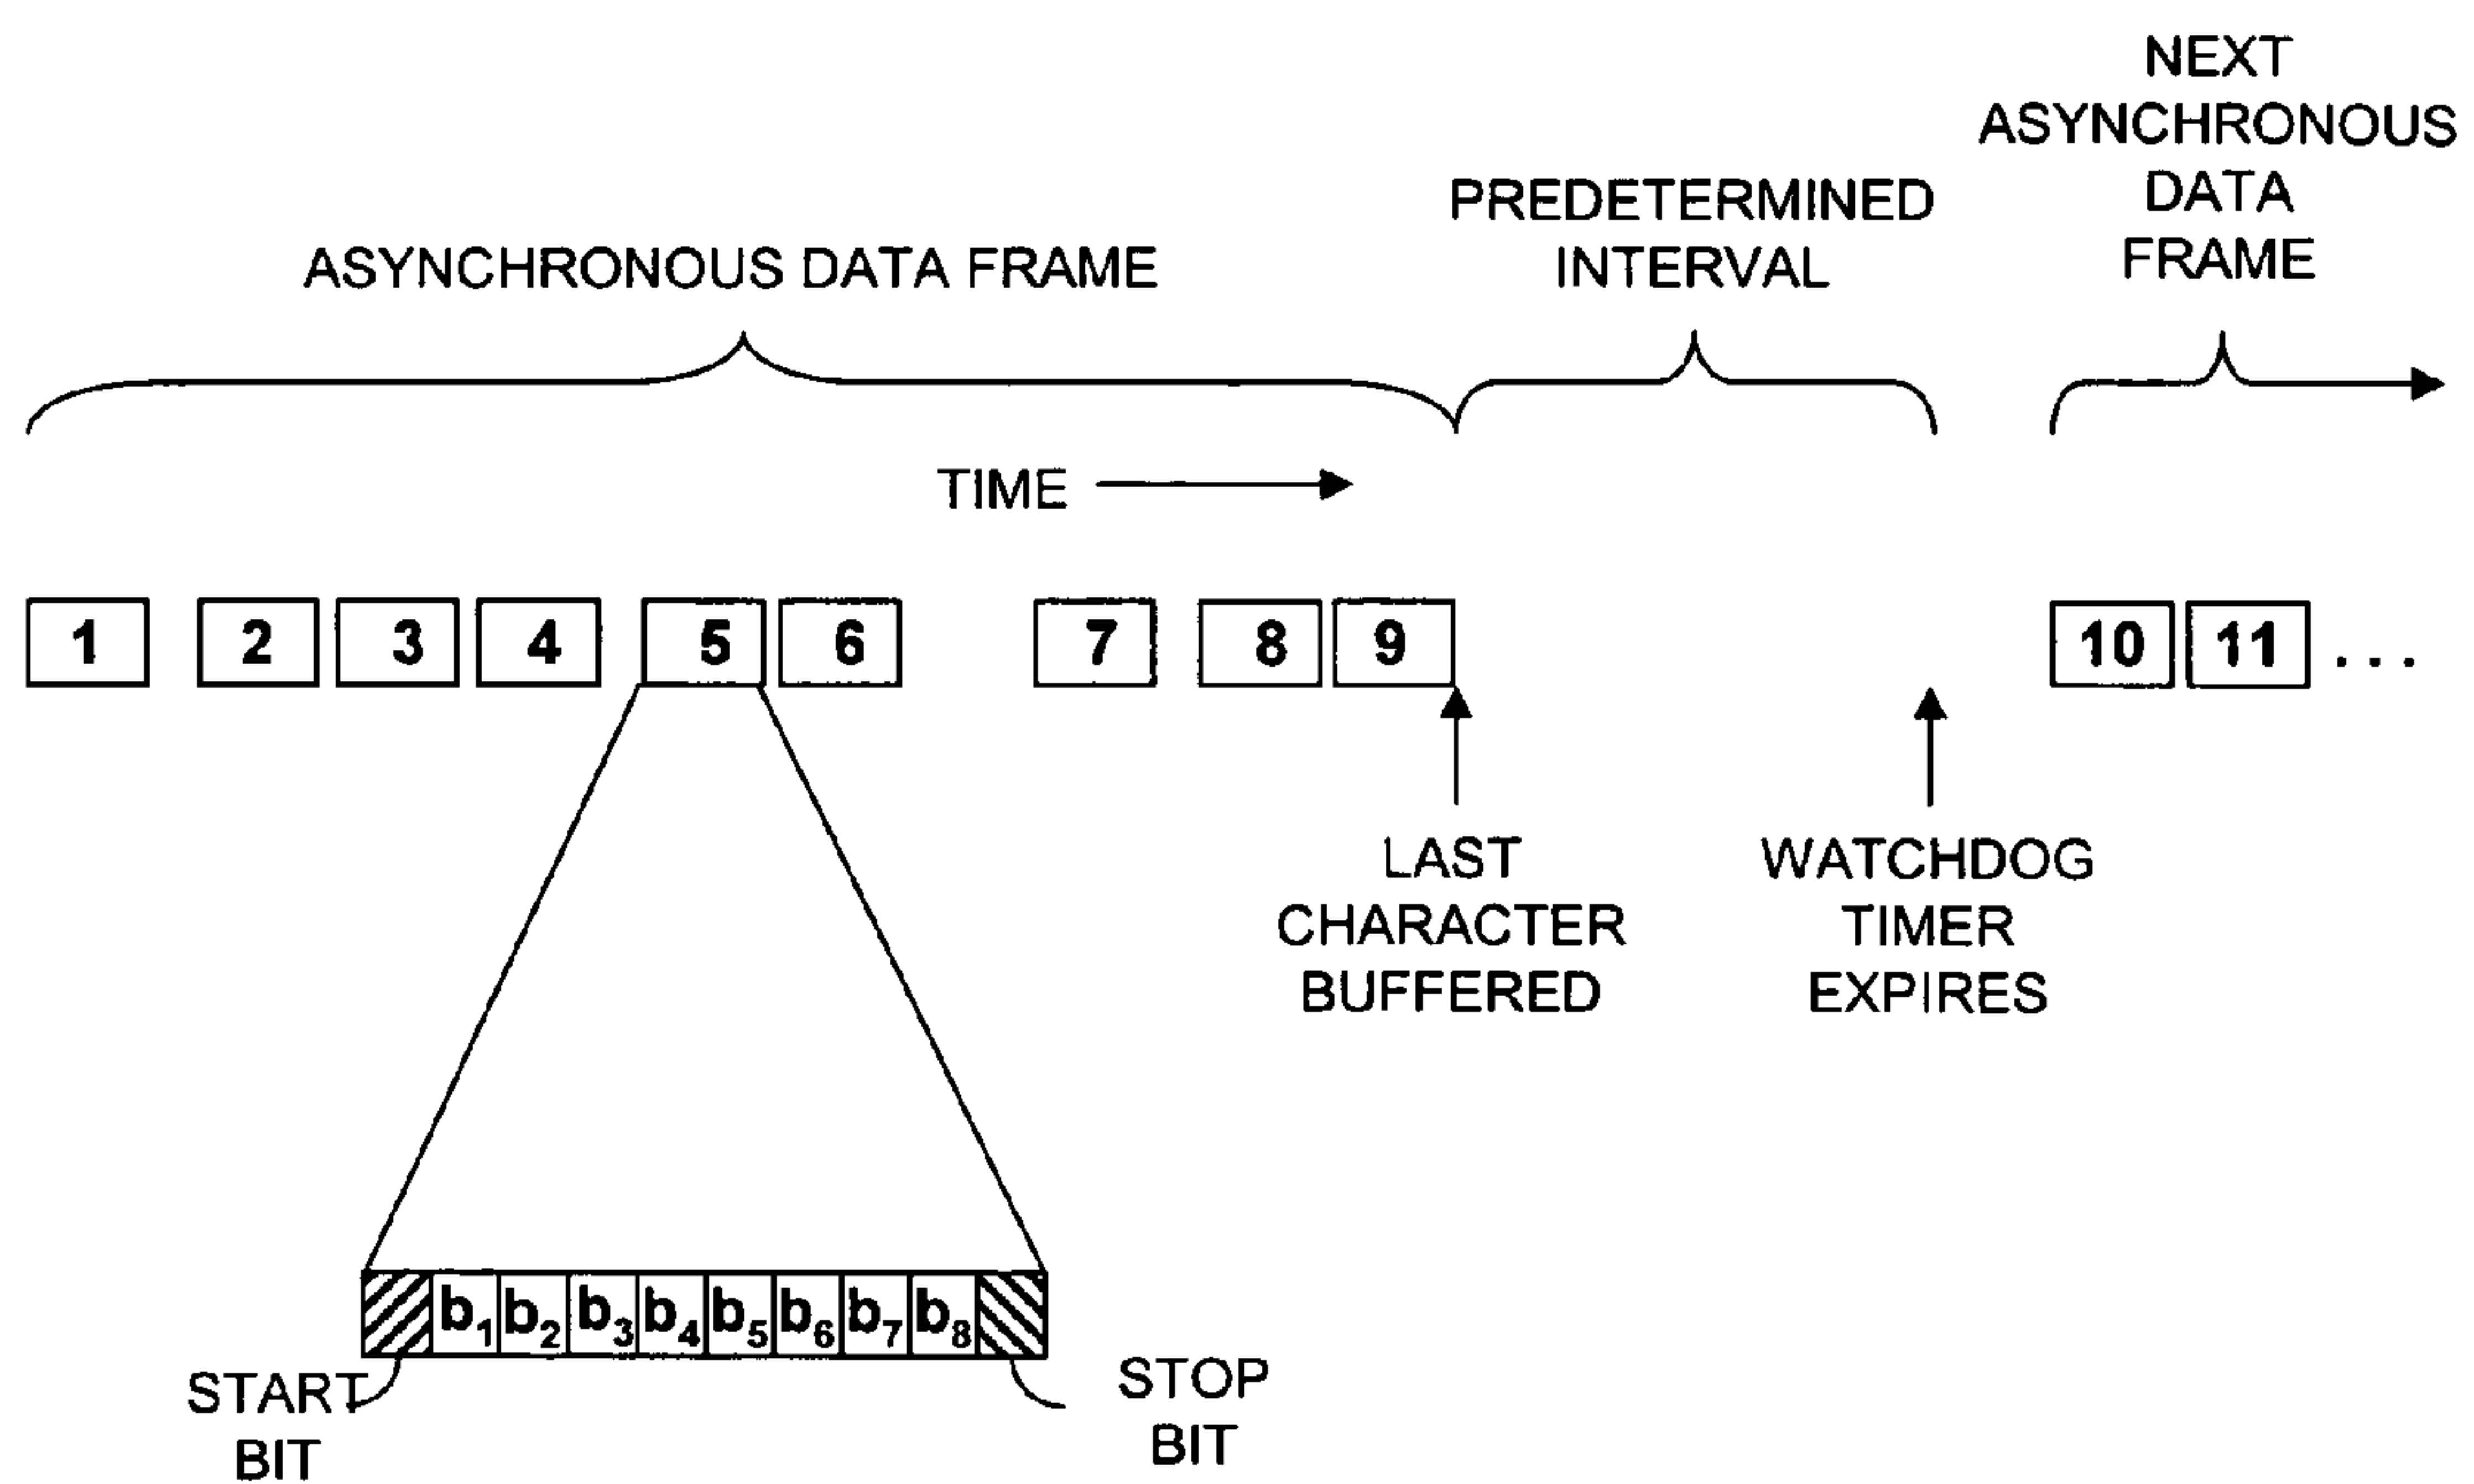 NEXT
ASYNCHRONOUS
DATA
FRAME
PREDETERMINED
INTERVAL
ASYNCHRONOUS DATA FRAME
TIME
1 2 3 4 5 6 7 8 9 10 11 ...
LAST
CHARACTER
BUFFERED
WATCHDOG
TIMER
EXPIRES
b1 b2 b3 b4 b5 b6 b7 b8
START
BIT
STOP
BIT